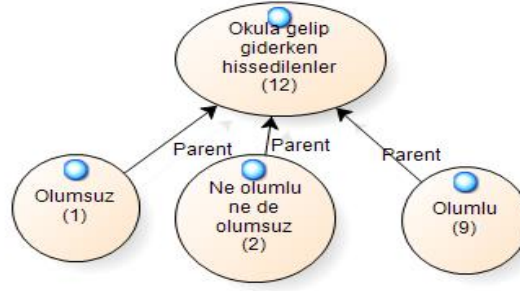 Okula gelip
giderken
hissedilenler
(12)
Parent
Parent
Parent
Olumsuz
(1)
Ne olumlu
ne de
olumsuz
(2)
Olumlu
(9)